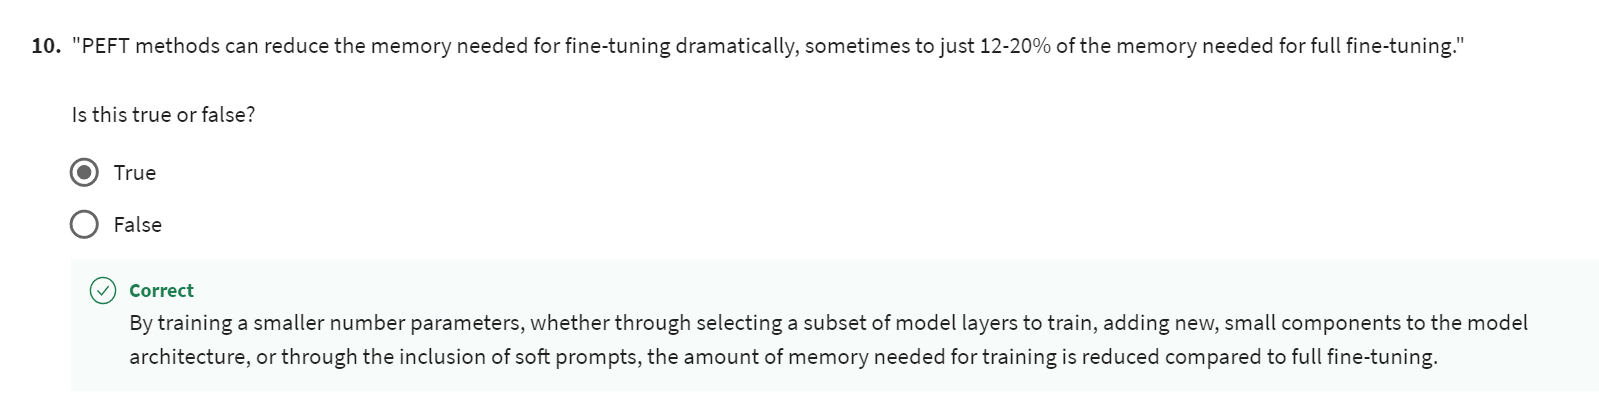 10. "PEFT methods can reduce the memory needed for fine-tuning dramatically, sometimes to just 12-20% of the memory needed for full fine-tuning."
Is this true or false?
True
False
Correct
By training a smaller number parameters, whether through selecting a subset of model layers to train, adding new, small components to the model
architecture, or through the inclusion of soft prompts, the amount of memory needed for training is reduced compared to full fine-tuning.